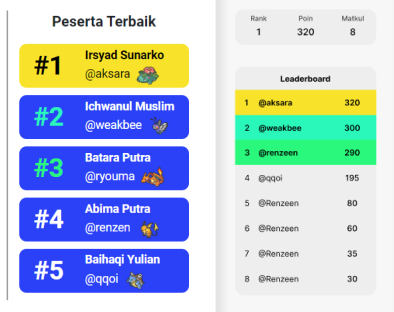 Peserta Terbaik
#1
Irsyad Sunarko
@aksara
#2
Ichwanul Muslim
@weakbee
#3
Batara Putra
@ryouma
#4
Abima Putra
@renzen
#5
Baihaqi Yulian
@qqoi
Rank Poin Matkul
1 320 8
Leaderboard
1 @aksara 320
2 @weakbee 300
3 @renzeen 290
4 @qqoi 195
5 @Renzeen 80
6 @Renzeen 60
7 @Renzeen 35
8 @Renzeen 30